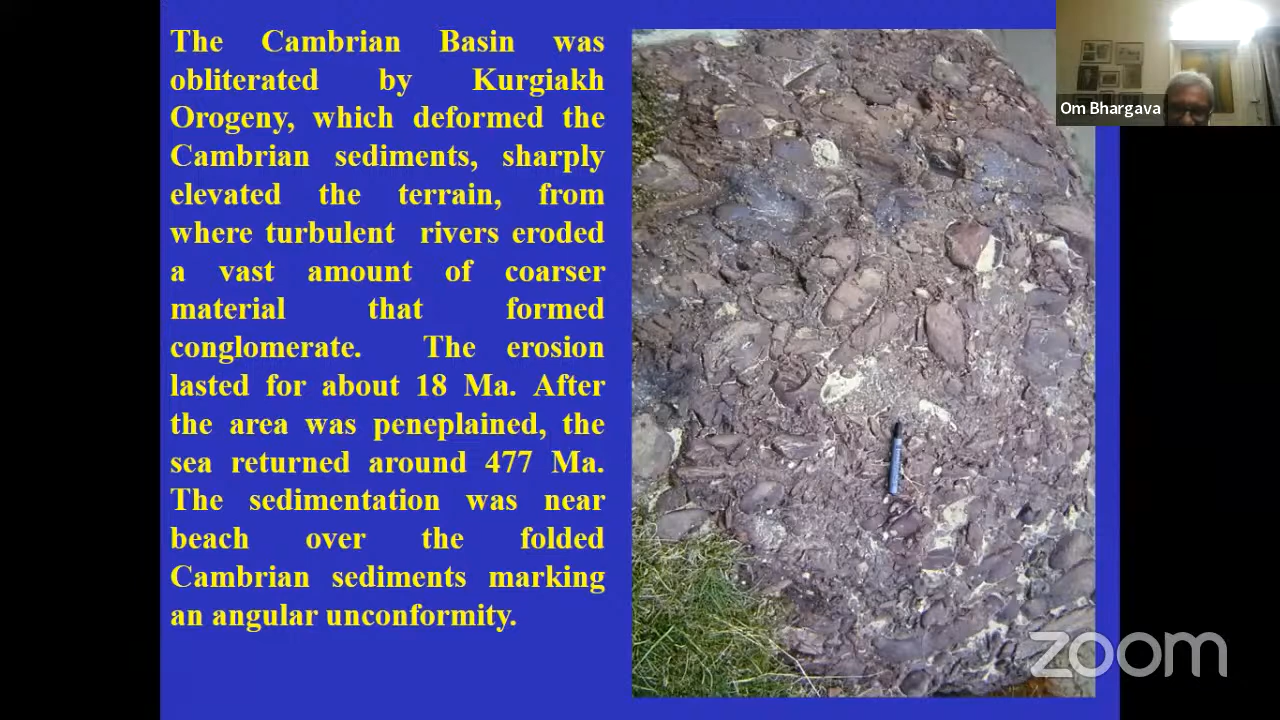 The Cambrian Basin was
obliterated by Kurgiakh
Orogeny, which deformed the
Cambrian sediments, sharply
elevated the terrain, from
where turbulent rivers eroded
a vast amount of coarser
material that formed
conglomerate. The erosion
lasted for about 18 Ma. After
the area was peneplained, the
sea returned around 477 Ma.
The sedimentation was near
beach over the folded
Cambrian sediments marking
an angular unconformity.
Om Bhargava
zoom